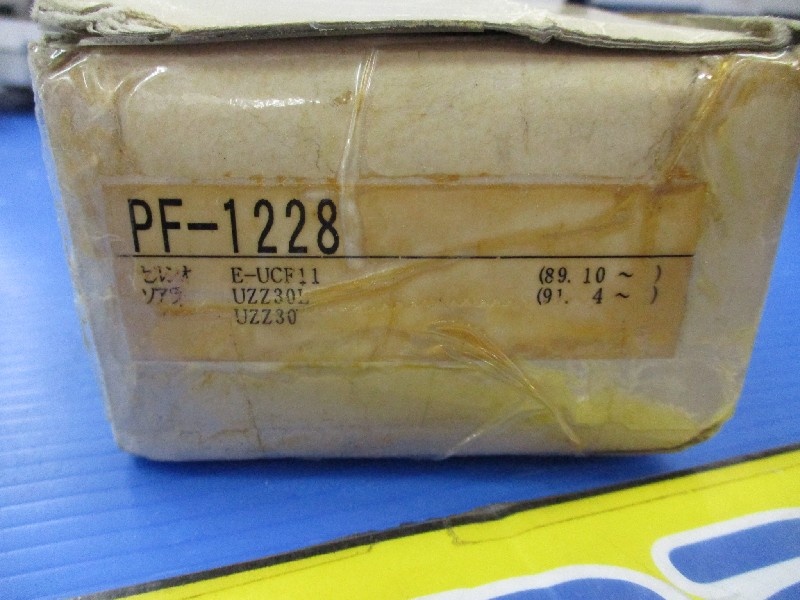 PF-1228
E-UCF11 (89. 10 ～ )
ソアラ UZZ30L (91. 4 ～ )
UZZ30